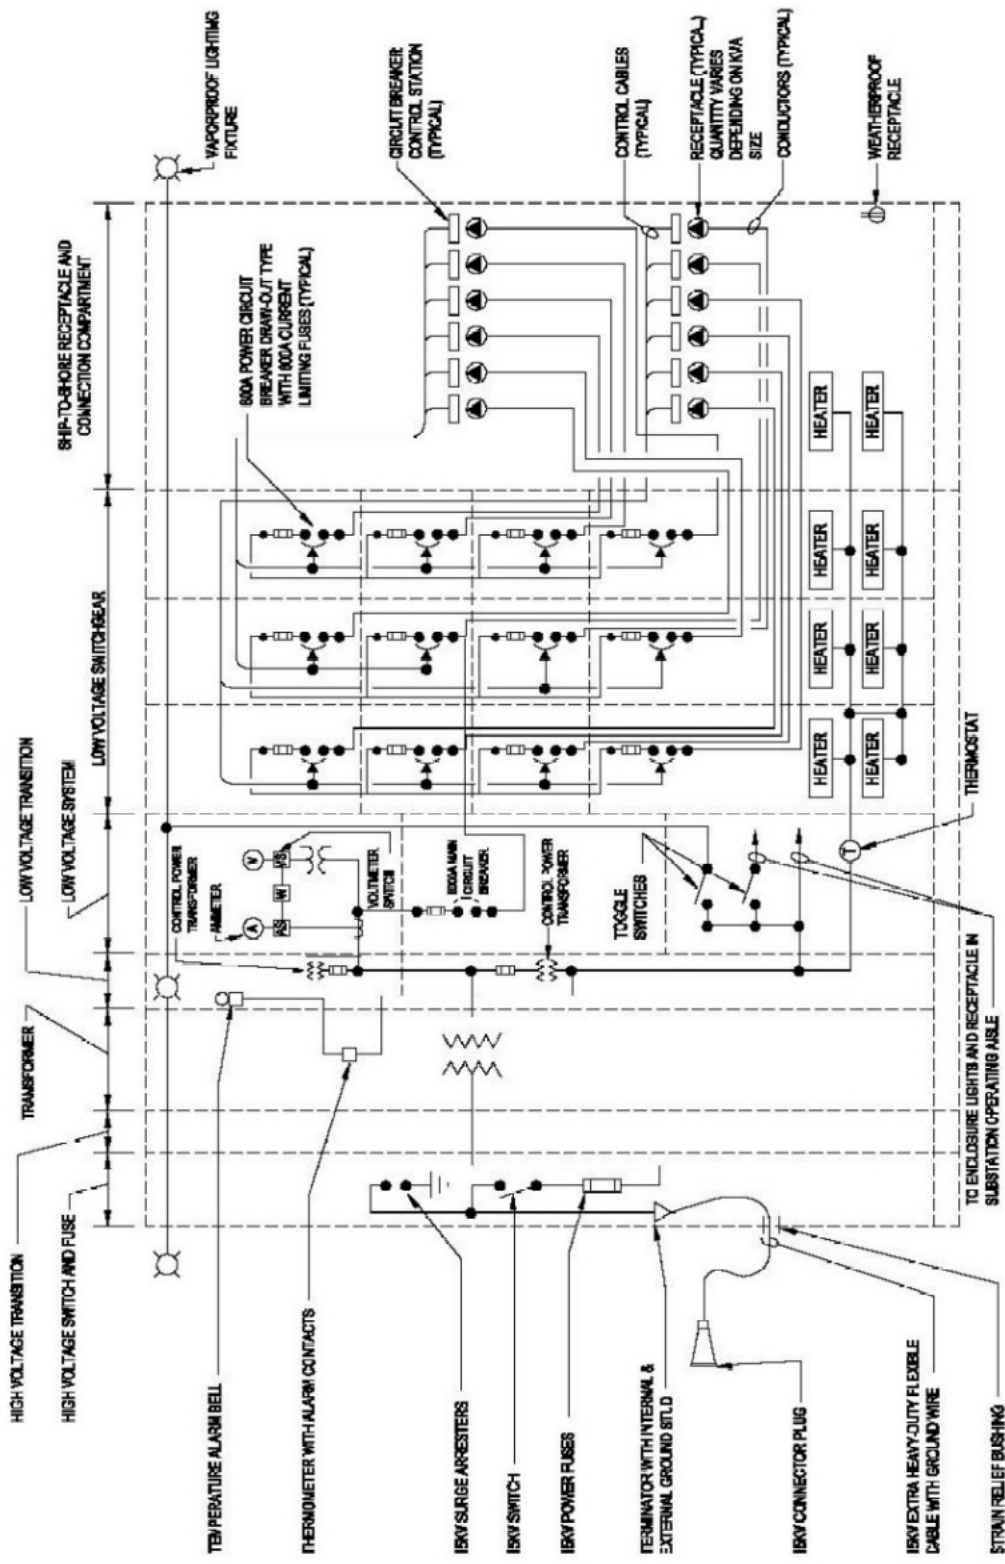 HIGH VOLTAGE TRANSITION
HIGH VOLTAGE SWITCH AND FUSE
TRANSFORMER
LOW VOLTAGE TRANSITION
LOW VOLTAGE SYSTEM
LOW VOLTAGE SWITCHGEAR
SHIP-TO-SHORE RECEPTACLE AND
CONNECTION COMPARTMENT
VAPORPROOF LIGHTING
FIXTURE
TEMPERATURE ALARM BELL
THERMOMETER WITH ALARM CONTACTS
CONTROL POWER
TRANSFORMER
AMMETER
A
V
AS
W
VS
VOLTMETER
SWITCH
800A POWER CIRCUIT
BREAKER DRAW-OUT TYPE
WITH 600A CURRENT
LIMITING FUSES (TYPICAL)
CIRCUIT BREAKER
CONTROL STATION
(TYPICAL)
15KV SURGE ARRESTERS
15KV SWITCH
15KV POWER FUSES
MAIN
CIRCUIT
BREAKER
CONTROL POWER
TRANSFORMER
CONTROL CABLES
(TYPICAL)
TERMINATOR WITH INTERNAL &
EXTERNAL GROUND STUD
TOGGLE
SWITCHES
RECEPTACLE (TYPICAL)
QUANTITY VARIES
DEPENDING ON KVA
SIZE
CONDUCTORS (TYPICAL)
15KV CONNECTOR PLUG
HEATER
HEATER
HEATER
HEATER
T
HEATER
HEATER
HEATER
HEATER
WEATHERPROOF
RECEPTACLE
15KV EXTRA HEAVY-DUTY FLEXIBLE
CABLE WITH GROUND WIRE
TO ENCLOSURE LIGHTS AND RECEPTACLE IN
SUBSTATION OPERATING AISLE
THERMOSTAT
STRAIN RELIEF BUSHING